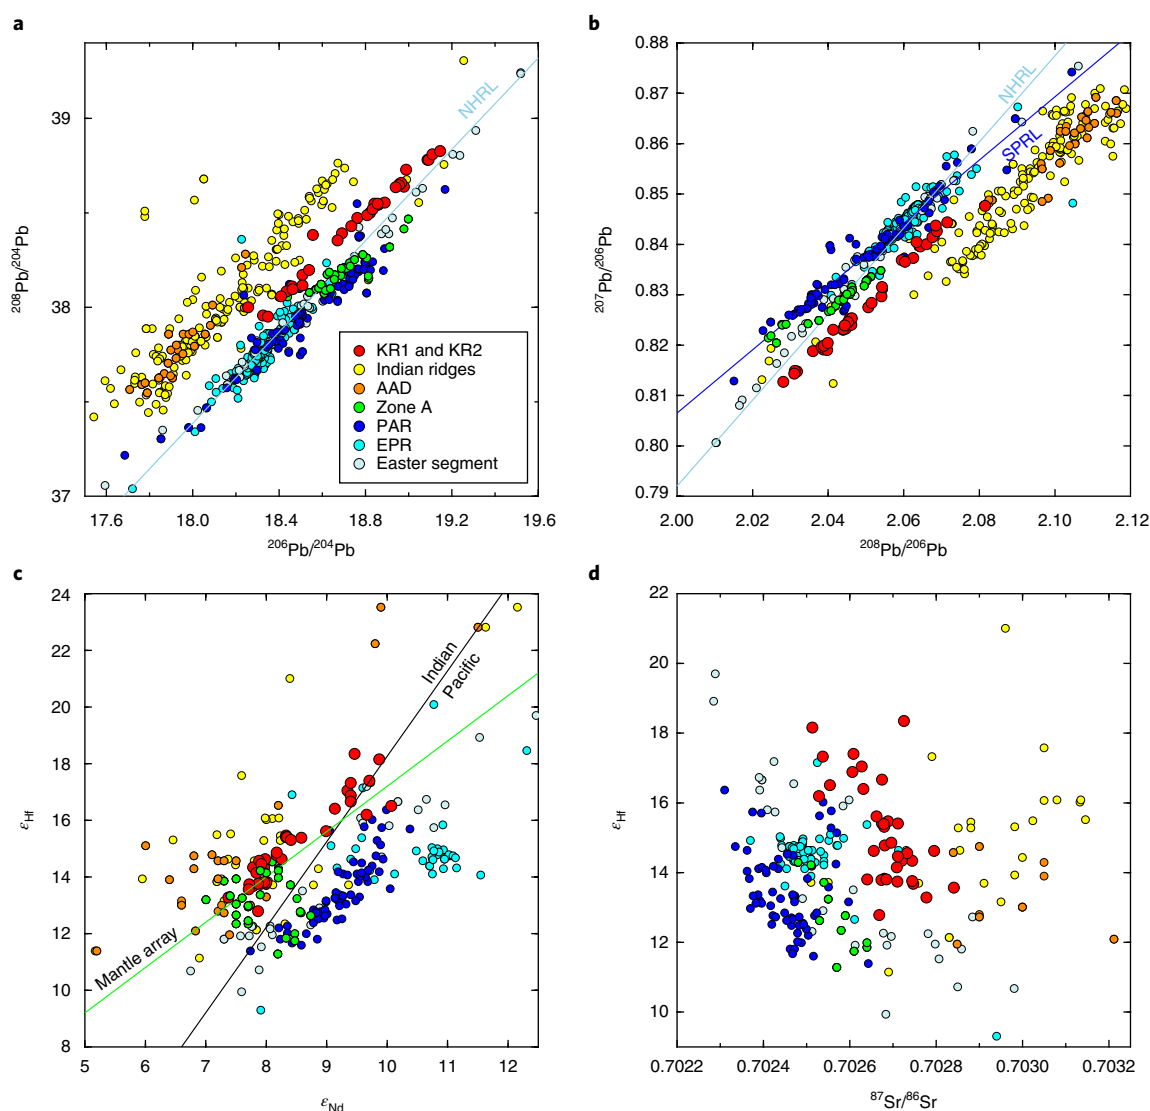 a
39
38
37
17.6 18.0 18.4 18.8 19.2 19.6
²⁰⁸Pb/²⁰⁴Pb
²⁰⁶Pb/²⁰⁴Pb
NHRL
KR1 and KR2
Indian ridges
AAD
Zone A
PAR
EPR
Easter segment
b
0.88
0.87
0.86
0.85
0.84
0.83
0.82
0.81
0.80
0.79
2.00 2.02 2.04 2.06 2.08 2.10 2.12
²⁰⁷Pb/²⁰⁶Pb
²⁰⁸Pb/²⁰⁶Pb
NHRL
SPRL
c
24
22
20
18
16
14
12
10
8
5 6 7 8 9 10 11 12
εHf
εNd
Indian
Pacific
Mantle array
d
22
20
18
16
14
12
10
0.7022 0.7024 0.7026 0.7028 0.7030 0.7032
εHf
⁸⁷Sr/⁸⁶Sr